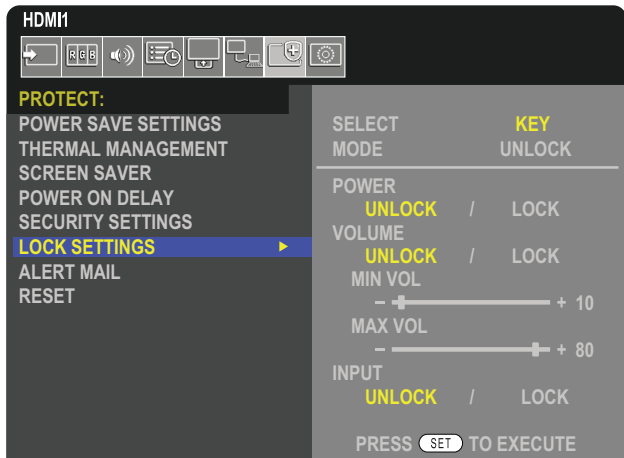 HDMI1
RGB
PROTECT:
POWER SAVE SETTINGS
THERMAL MANAGEMENT
SCREEN SAVER
POWER ON DELAY
SECURITY SETTINGS
LOCK SETTINGS
ALERT MAIL
RESET
SELECT KEY
MODE UNLOCK
POWER
UNLOCK / LOCK
VOLUME
UNLOCK / LOCK
MIN VOL
- + 10
MAX VOL
- + 80
INPUT
UNLOCK / LOCK
PRESS SET TO EXECUTE